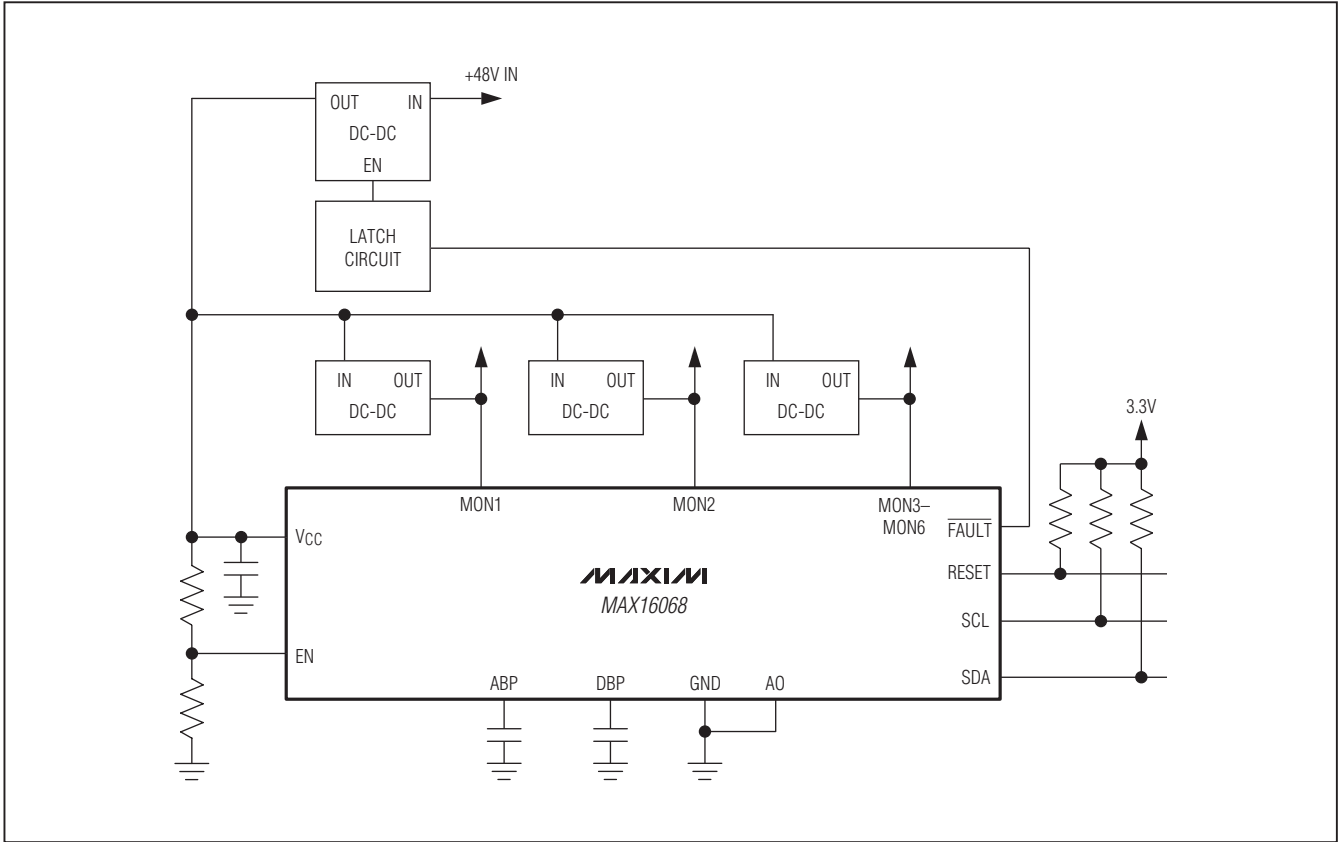 +48V IN
OUT IN
DC-DC
EN
LATCH
CIRCUIT
IN OUT
DC-DC
IN OUT
DC-DC
IN OUT
DC-DC
3.3V
MON1
MON2
MON3–
MON6
FAULT
VCC
RESET
MAXIM
MAX16068
SCL
EN
SDA
ABP
DBP
GND
A0